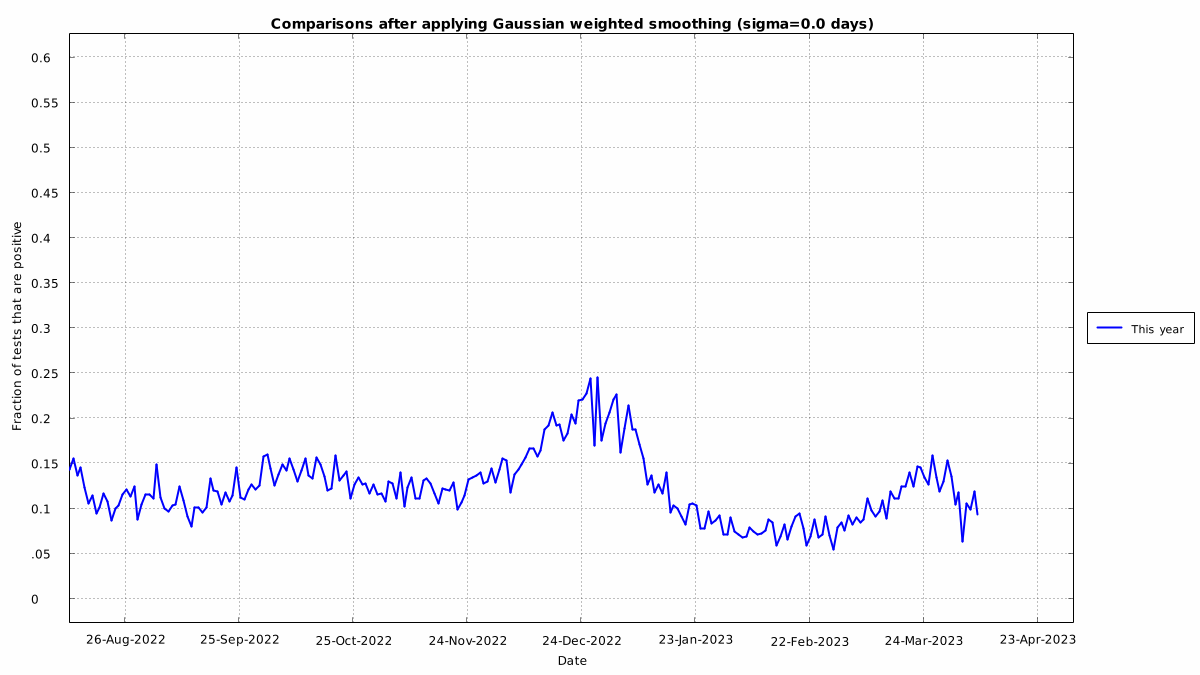 Comparisons after applying Gaussian weighted smoothing (sigma=0.0 days)
0.6
0.55
0.5
0.45
0.4
0.35
0.3
0.25
0.2
0.15
0.1
.05
0
Fraction of tests that are positive
This year
26-Aug-2022 25-Sep-2022 25-Oct-2022 24-Nov-2022 24-Dec-2022 23-Jan-2023 22-Feb-2023 24-Mar-2023 23-Apr-2023
Date